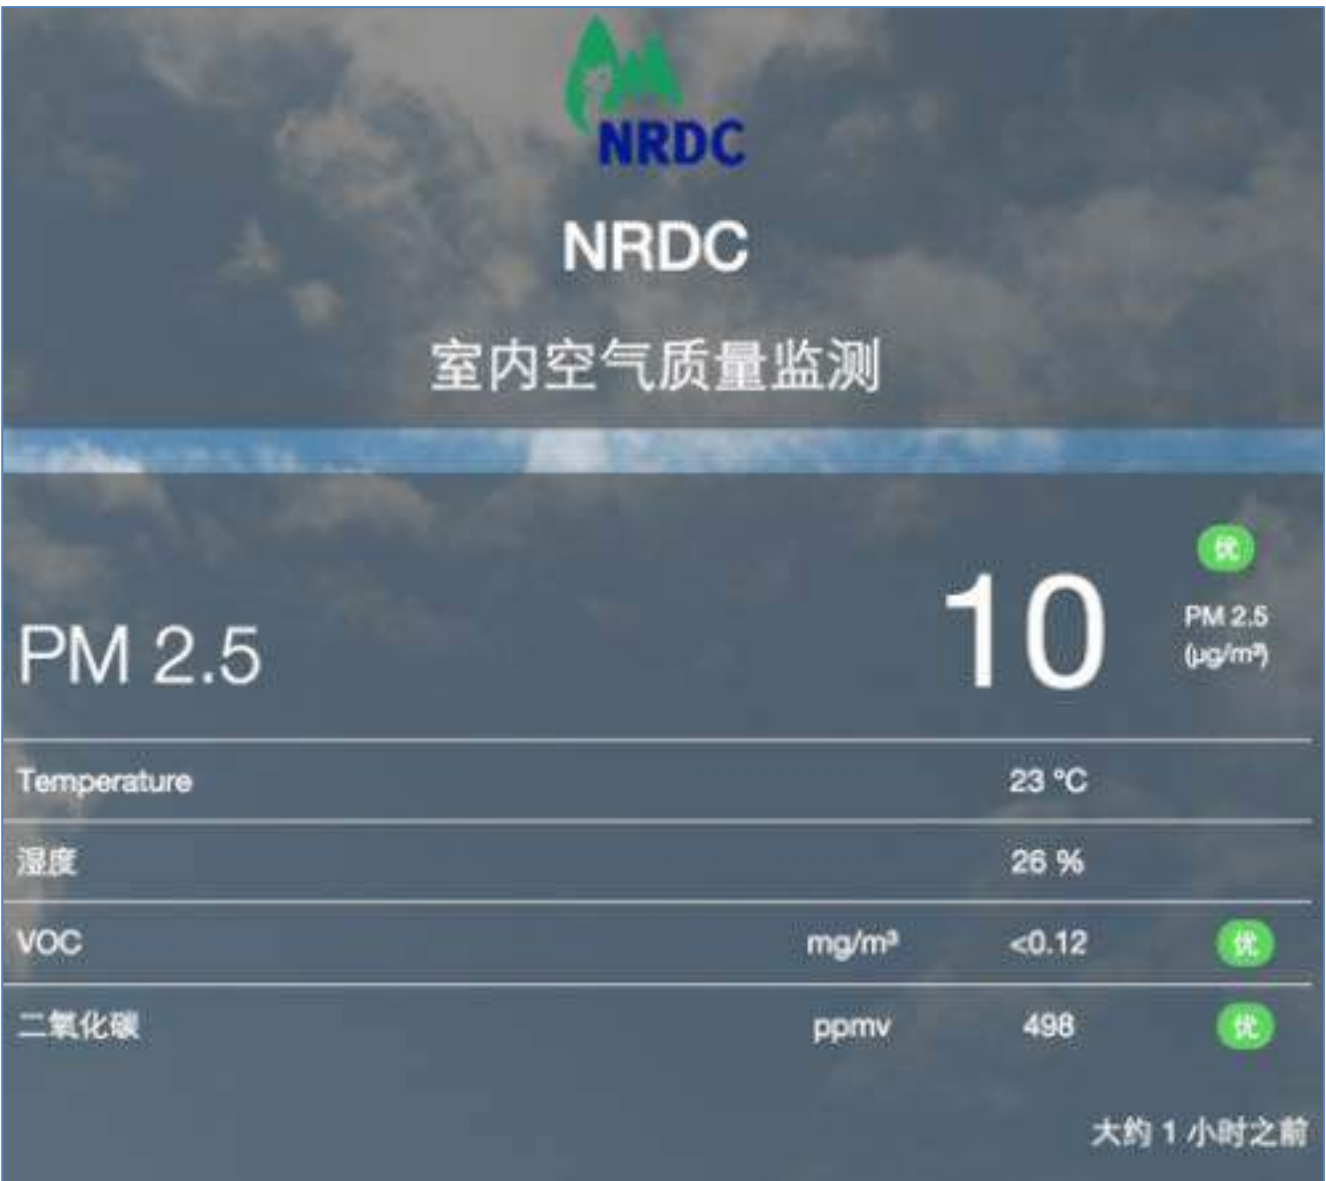 NRDC
NRDC
室内空气质量监测
优
PM 2.5 10 PM 2.5
(μg/m³)
Temperature 23 °C
湿度 26 %
VOC mg/m³ <0.12 优
二氧化碳 ppmv 498 优
大约 1 小时之前